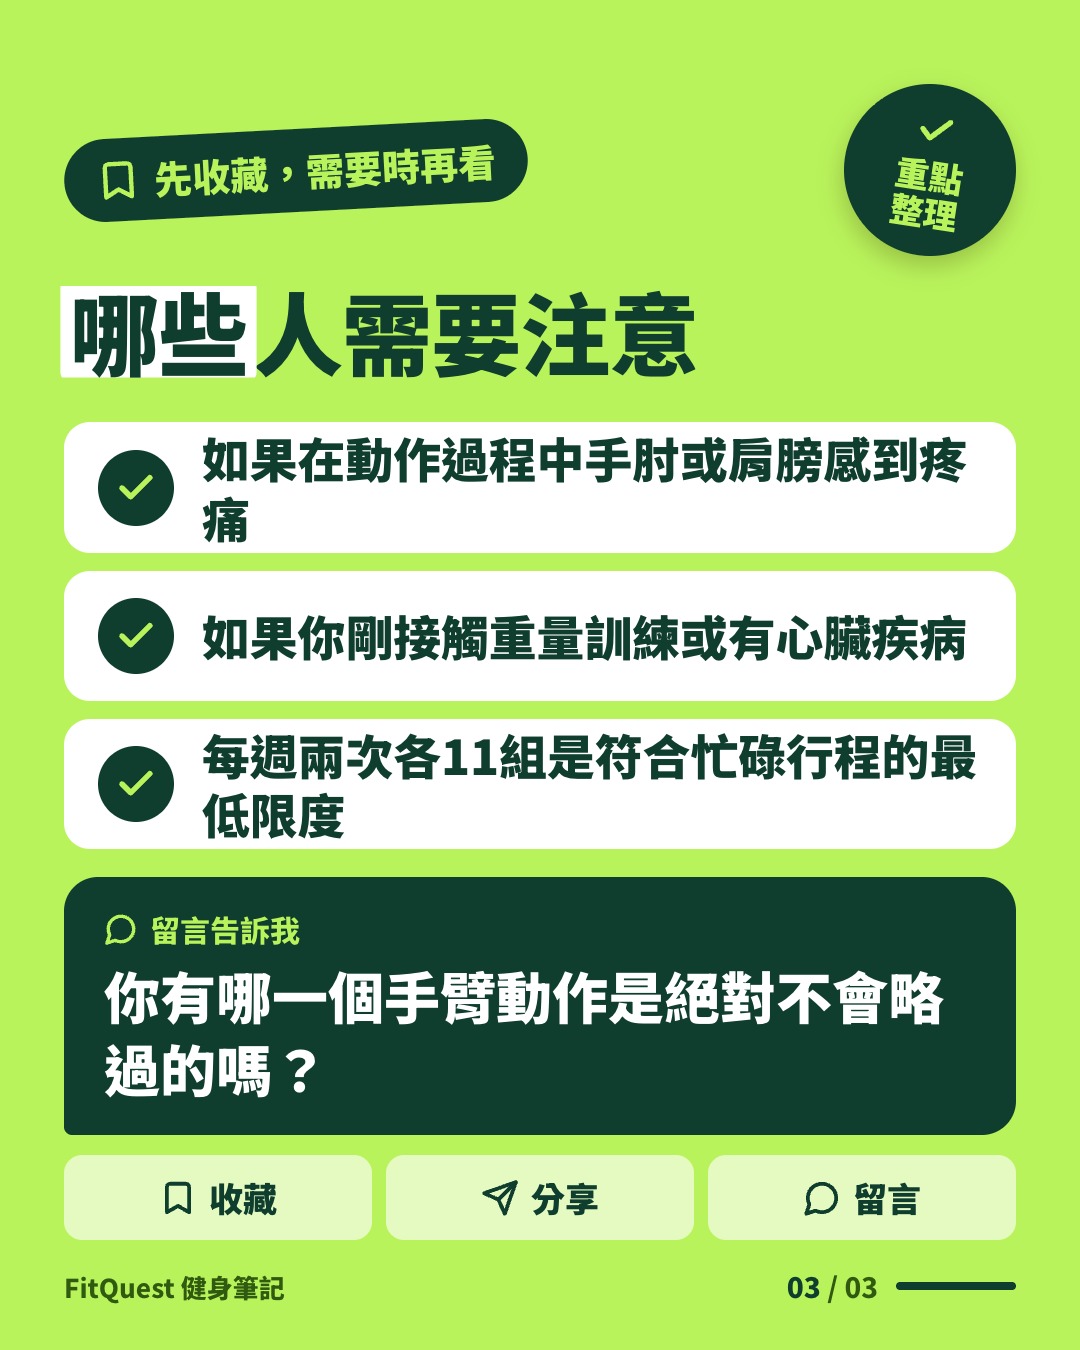 先收藏，需要時再看
重點
整理
哪些人需要注意
如果在動作過程中手肘或肩膀感到疼
痛
如果你剛接觸重量訓練或有心臟疾病
每週兩次各11組是符合忙碌行程的最
低限度
留言告訴我
你有哪一個手臂動作是絕對不會略
過的嗎？
收藏
分享
留言
FitQuest 健身筆記
03 / 03